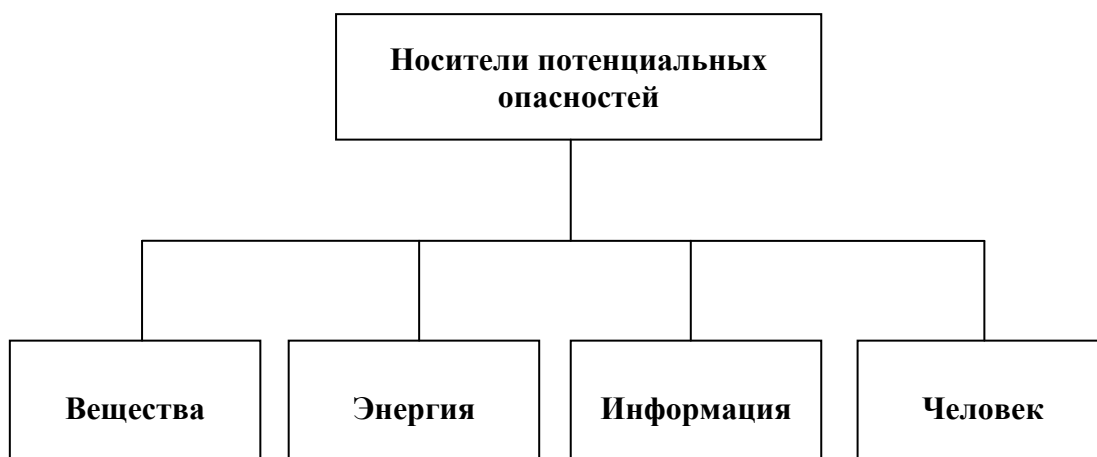 Носители потенциальных
опасностей
Вещества
Энергия
Информация
Человек